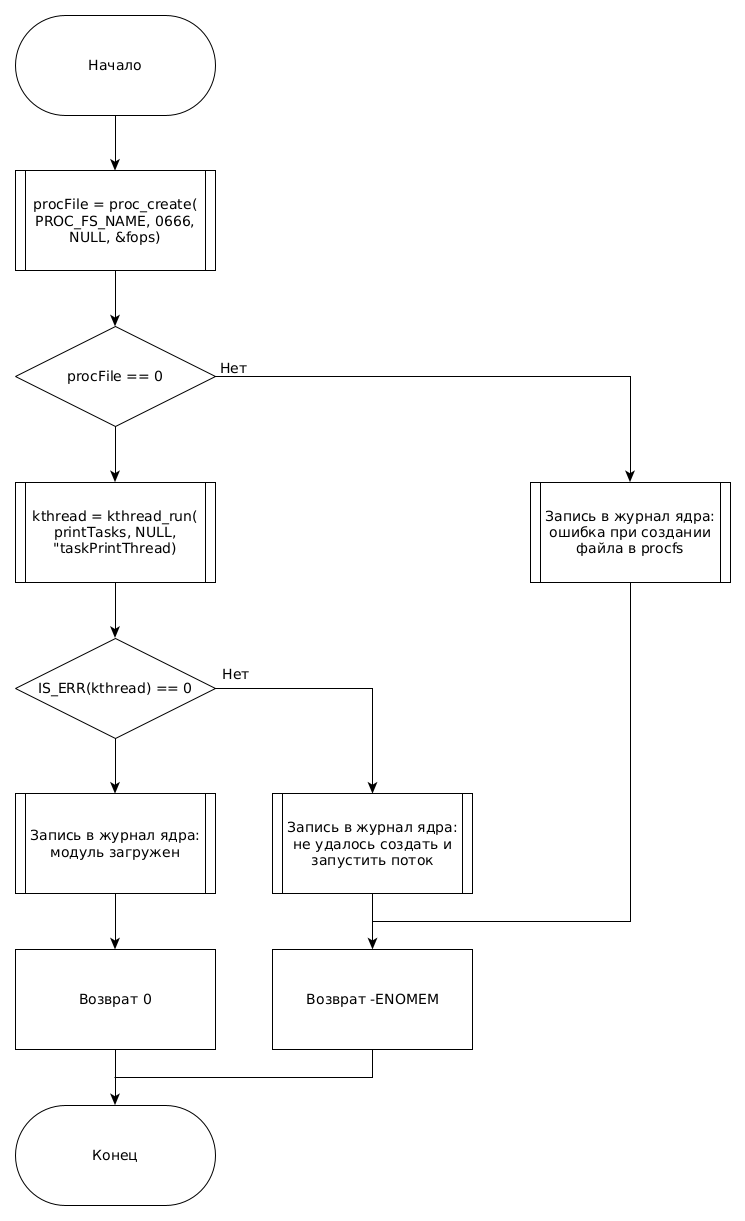 Начало
procFile = proc_create(
PROC_FS_NAME, 0666,
NULL, &fops)
procFile == 0
Нет
kthread = kthread_run(
printTasks, NULL,
"taskPrintThread)
Запись в журнал ядра:
ошибка при создании
файла в procfs
IS_ERR(kthread) == 0
Нет
Запись в журнал ядра:
модуль загружен
Запись в журнал ядра:
не удалось создать и
запустить поток
Возврат 0
Возврат -ENOMEM
Конец